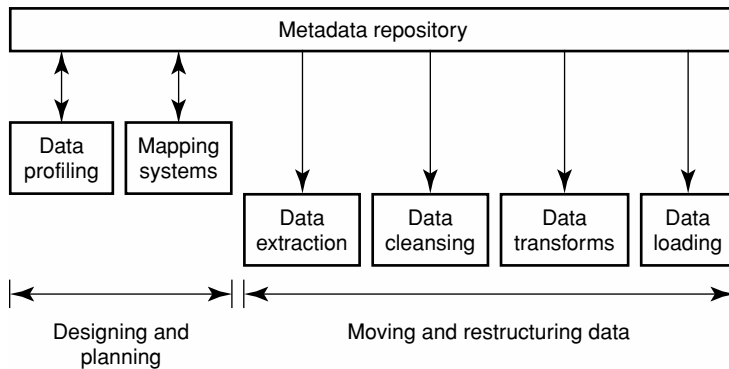 Metadata repository
Data
profiling
Mapping
systems
Data
extraction
Data
cleansing
Data
transforms
Data
loading
Designing and
planning
Moving and restructuring data